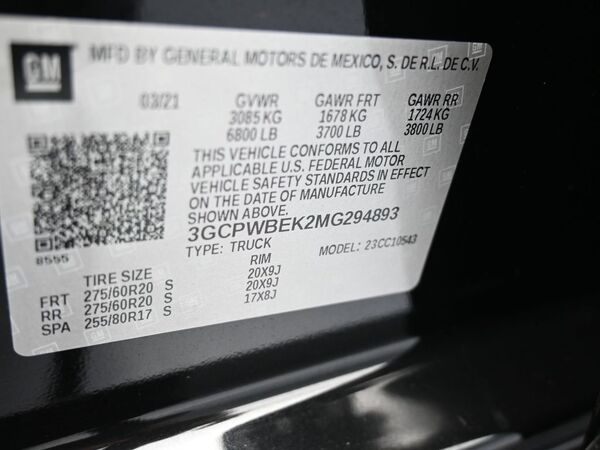 GM
MFD BY GENERAL MOTORS DE MEXICO, S. DE R.L. DE C.V.
03/21 GVWR GAWR FRT GAWR RR
3085 KG 1678 KG 1724 KG
6800 LB 3700 LB 3800 LB
THIS VEHICLE CONFORMS TO ALL
APPLICABLE U.S. FEDERAL MOTOR
VEHICLE SAFETY STANDARDS IN EFFECT
ON THE DATE OF MANUFACTURE
SHOWN ABOVE.
3GCPWBEK2MG294893
8555 TYPE: TRUCK MODEL: 23CC10543
TIRE SIZE RIM
FRT 275/60R20 S 20X9J
RR 275/60R20 S 20X9J
SPA 255/80R17 S 17X8J